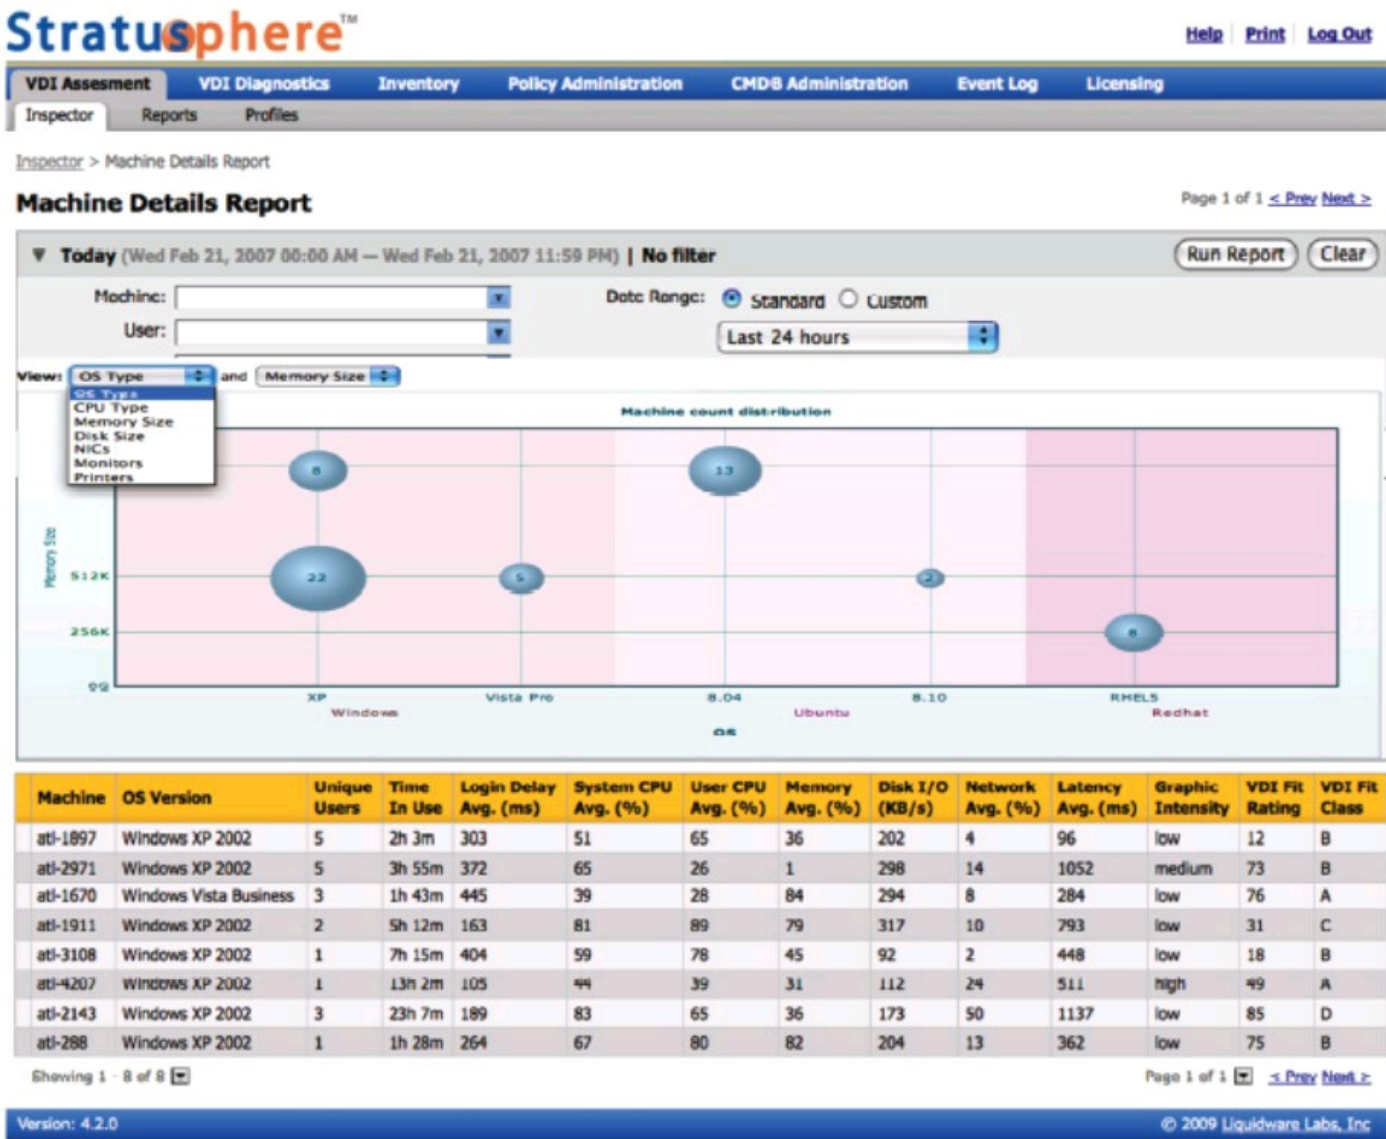 Stratusphere™
Help Print Log Out
VDI Assesment VDI Diagnostics Inventory Policy Administration CMDB Administration Event Log Licensing
Inspector Reports Profiles
Inspector > Machine Details Report
Machine Details Report
Page 1 of 1 < Prev Next >
▼ Today (Wed Feb 21, 2007 00:00 AM — Wed Feb 21, 2007 11:59 PM) | No filter Run Report Clear
Machine: Date Range: Standard Custom
User: Last 24 hours
View: OS Type and Memory Size
OS Type
CPU Type
Memory Size
Disk Size
NICs
Monitors
Printers
Machine count distribution
13
Memory Size
512K 22 5 2
256K 8
XP Vista Pro 8.04 8.10 RHEL5
Windows Ubuntu Redhat
OS
Machine OS Version Unique Users Time In Use Login Delay Avg. (ms) System CPU Avg. (%) User CPU Avg. (%) Memory Avg. (%) Disk I/O (KB/s) Network Avg. (%) Latency Avg. (ms) Graphic Intensity VDI Fit Rating VDI Fit Class
atl-1897 Windows XP 2002 5 2h 3m 303 51 65 36 202 4 96 low 12 B
atl-2971 Windows XP 2002 5 3h 55m 372 65 26 1 298 14 1052 medium 73 B
atl-1670 Windows Vista Business 3 1h 43m 445 39 28 84 294 8 284 low 76 A
atl-1911 Windows XP 2002 2 5h 12m 163 81 89 79 317 10 793 low 31 C
atl-3108 Windows XP 2002 1 7h 15m 404 59 78 45 92 2 448 low 18 B
atl-4207 Windows XP 2002 1 13h 2m 105 44 39 31 112 24 511 high 49 A
atl-2143 Windows XP 2002 3 23h 7m 189 83 65 36 173 50 1137 low 85 D
atl-288 Windows XP 2002 1 1h 28m 264 67 80 82 204 13 362 low 75 B
Showing 1 - 8 of 8 Page 1 of 1 < Prev Next >
Version: 4.2.0 © 2009 Liquidware Labs, Inc